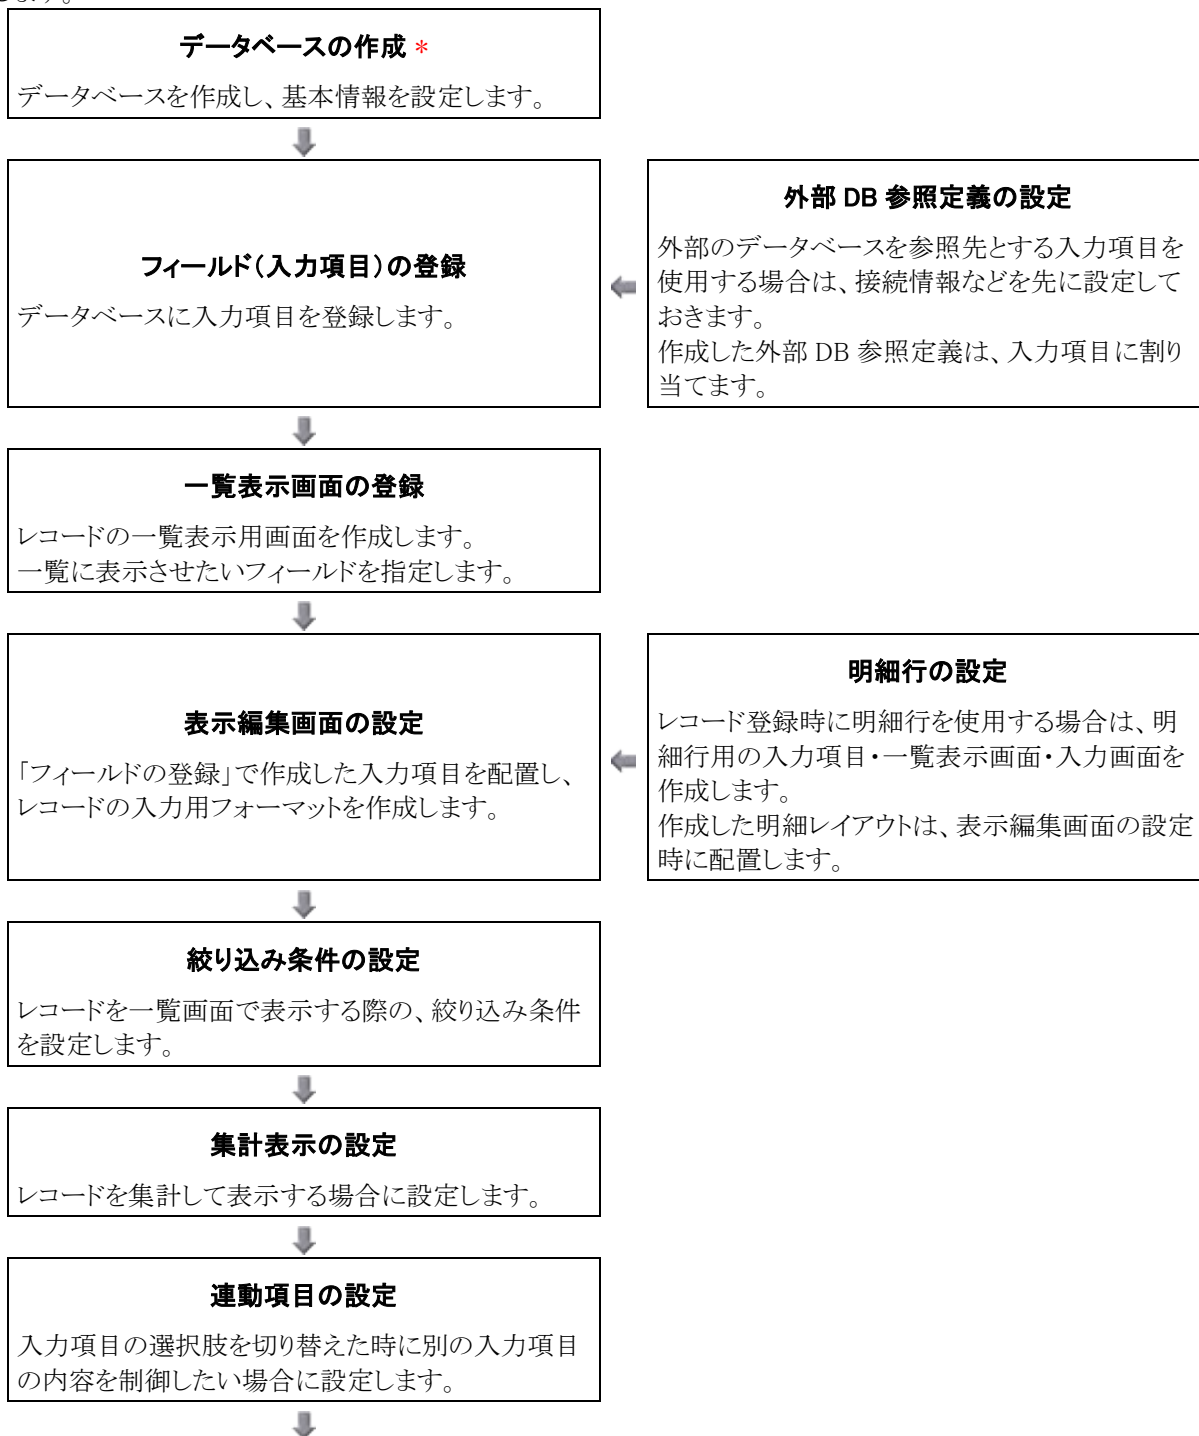 します。
データベースの作成 *
データベースを作成し、基本情報を設定します。
フィールド（入力項目）の登録
データベースに入力項目を登録します。
外部 DB 参照定義の設定
外部のデータベースを参照先とする入力項目を
使用する場合は、接続情報などを先に設定して
おきます。
作成した外部 DB 参照定義は、入力項目に割り
当てます。
一覧表示画面の登録
レコードの一覧表示用画面を作成します。
一覧に表示させたいフィールドを指定します。
表示編集画面の設定
「フィールドの登録」で作成した入力項目を配置し、
レコードの入力用フォーマットを作成します。
明細行の設定
レコード登録時に明細行を使用する場合は、明
細行用の入力項目・一覧表示画面・入力画面を
作成します。
作成した明細レイアウトは、表示編集画面の設定
時に配置します。
絞り込み条件の設定
レコードを一覧画面で表示する際の、絞り込み条件
を設定します。
集計表示の設定
レコードを集計して表示する場合に設定します。
連動項目の設定
入力項目の選択肢を切り替えた時に別の入力項目
の内容を制御したい場合に設定します。